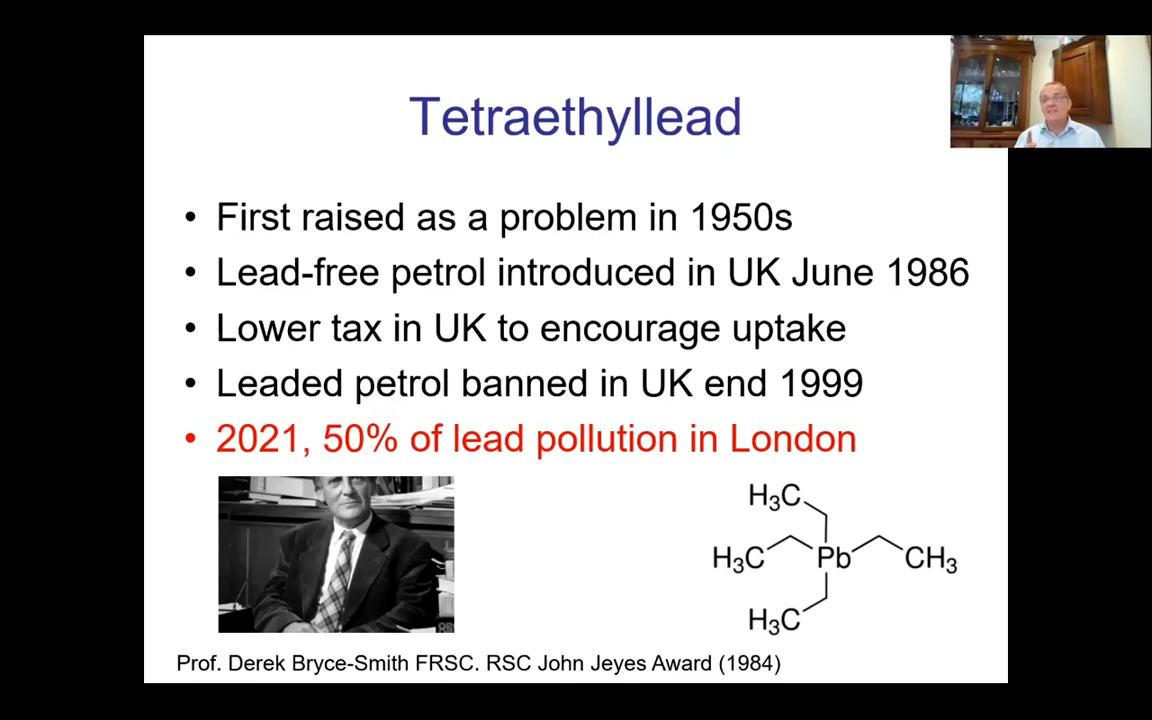 Tetraethyllead
• First raised as a problem in 1950s
• Lead-free petrol introduced in UK June 1986
• Lower tax in UK to encourage uptake
• Leaded petrol banned in UK end 1999
• 2021, 50% of lead pollution in London
H₃C
H₃C Pb CH₃
H₃C
Prof. Derek Bryce-Smith FRSC. RSC John Jeyes Award (1984)